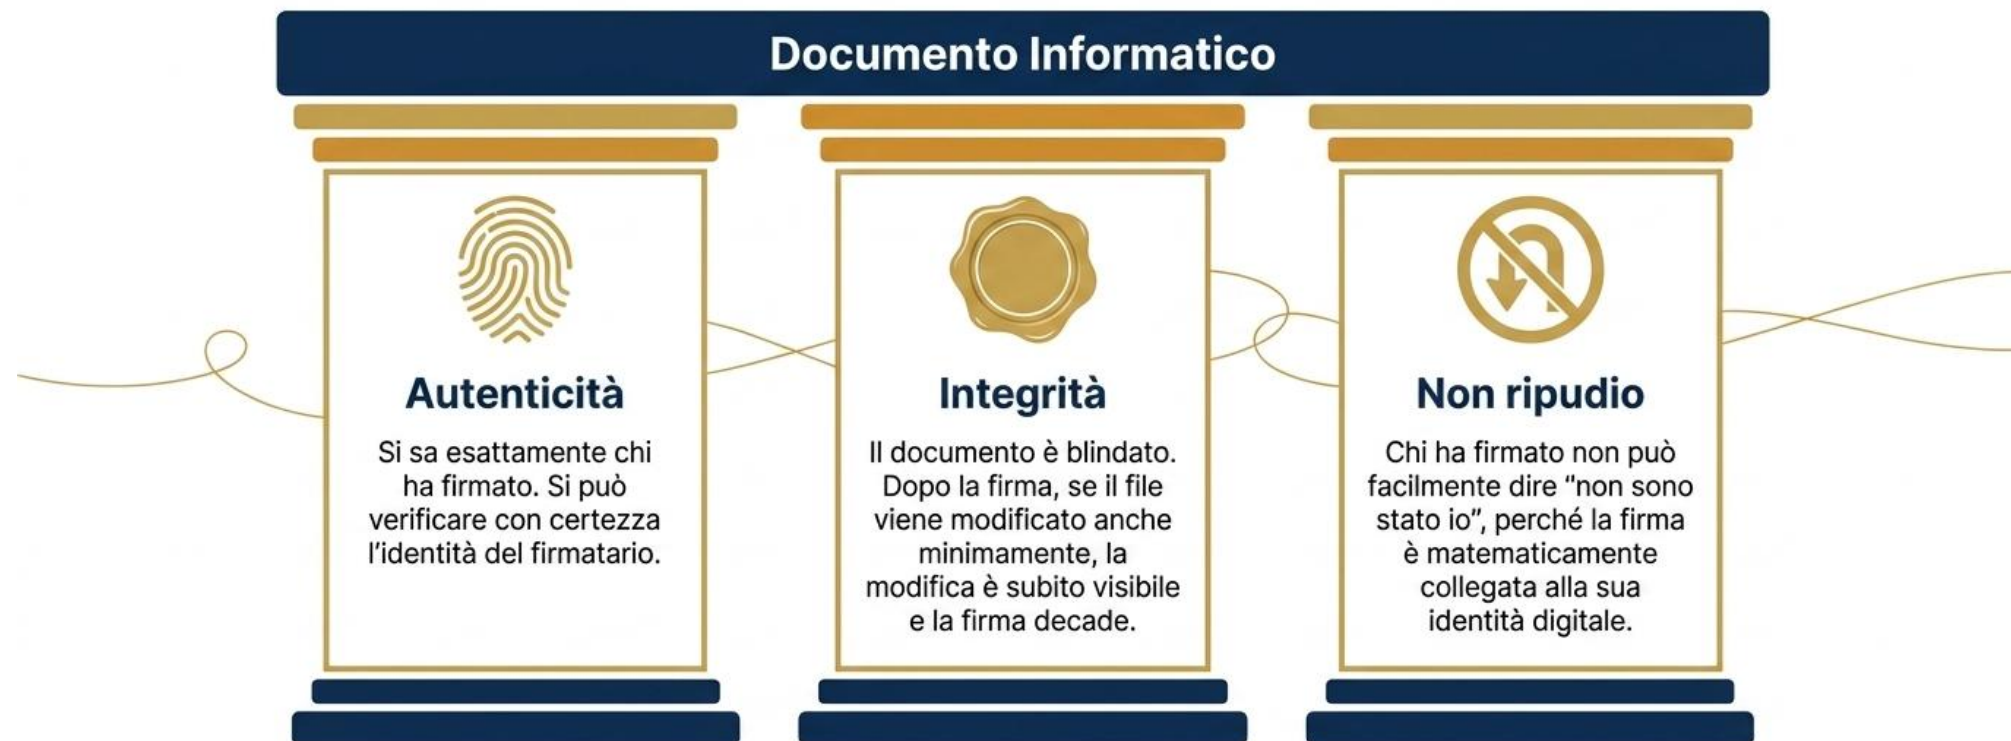 Documento Informatico
Autenticità
Si sa esattamente chi
ha firmato. Si può
verificare con certezza
l'identità del firmatario.
Integrità
Il documento è blindato.
Dopo la firma, se il file
viene modificato anche
minimamente, la
modifica è subito visibile
e la firma decade.
Non ripudio
Chi ha firmato non può
facilmente dire “non sono
stato io”, perché la firma
è matematicamente
collegata alla sua
identità digitale.